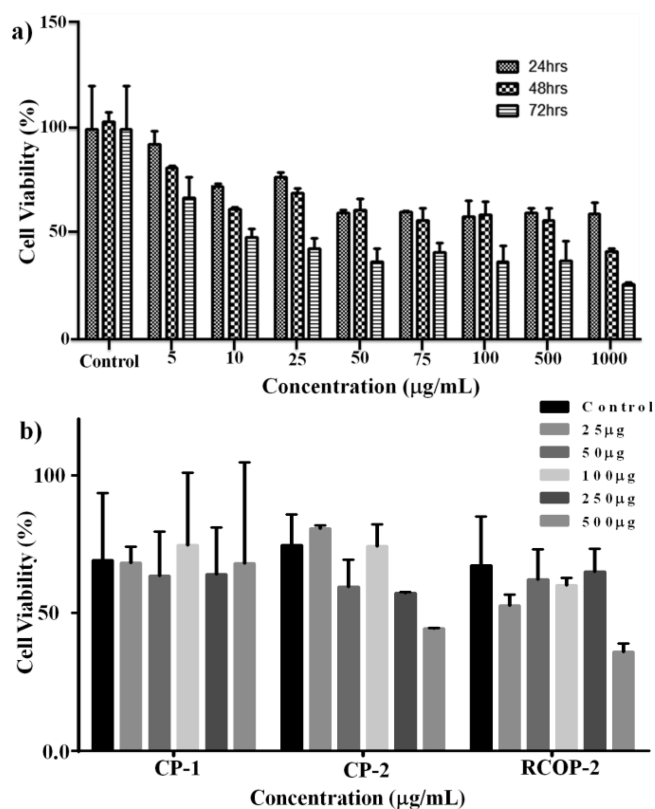 a)
150
100
50
0
Cell Viability (%)
24hrs
48hrs
72hrs
Control 5 10 25 50 75 100 500 1000
Concentration (μg/mL)
b)
Control
25μg
50μg
100μg
250μg
500μg
100
50
0.0
Cell Viability (%)
CP-1 CP-2 RCOP-2
Concentration (μg/mL)